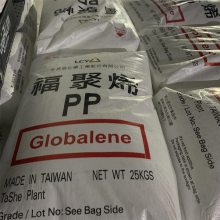 LCY
福聚烯
PP
Globalene
MADE IN TAIWAN NET WT 25KGS
TaShe Plant
Grade / Lot No: See Bag Side